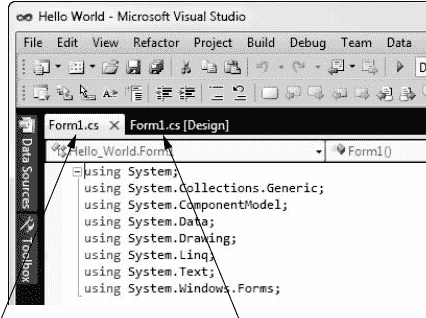 Hello World - Microsoft Visual Studio
File Edit View Refactor Project Build Debug Team Data
Form1.cs Form1.cs [Design]
Hello_World.Form1 Form1()
Data Sources
Toolbox
using System;
using System.Collections.Generic;
using System.ComponentModel;
using System.Data;
using System.Drawing;
using System.Linq;
using System.Text;
using System.Windows.Forms;